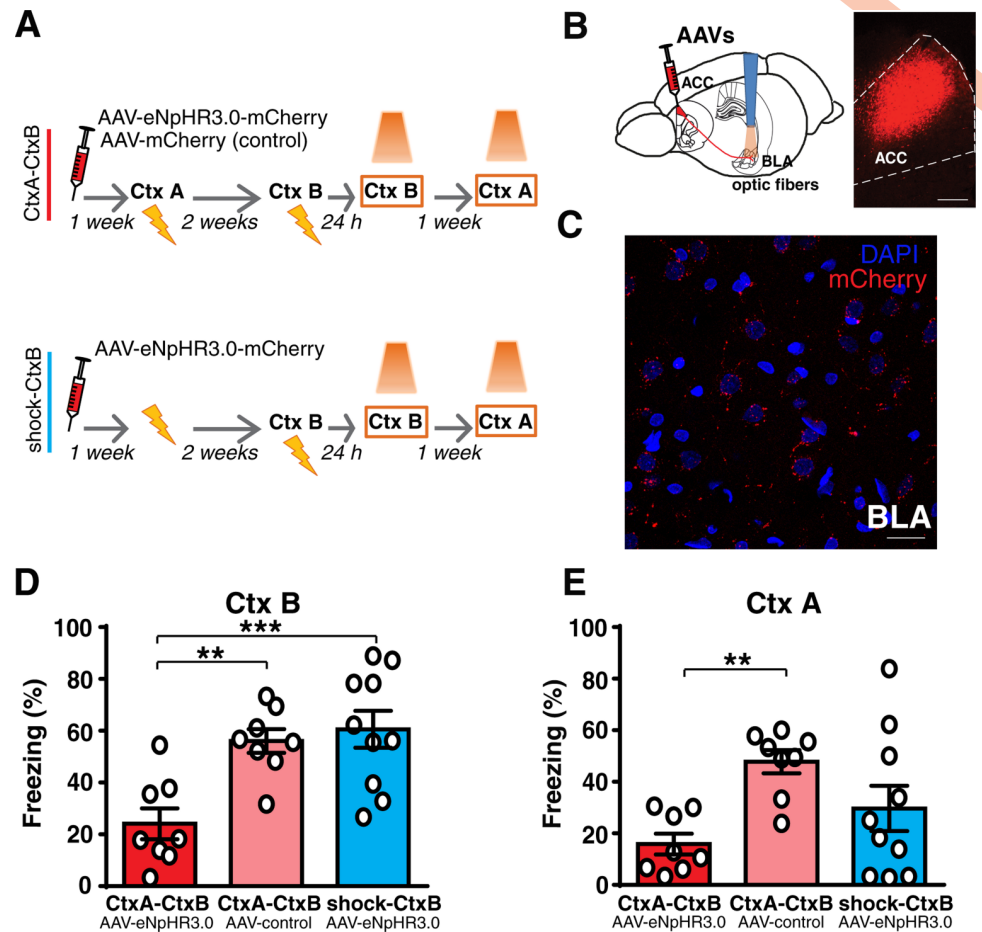 A
CtxA-CtxB
AAV-eNpHR3.0-mCherry
AAV-mCherry (control)
Ctx A
Ctx B
Ctx B
Ctx A
1 week
2 weeks
24 h
1 week
shock-CtxB
AAV-eNpHR3.0-mCherry
Ctx B
Ctx B
Ctx A
1 week
2 weeks
24 h
1 week
B
AAVs
ACC
BLA
optic fibers
ACC
C
DAPI
mCherry
BLA
D
Ctx B
Freezing (%)
100
80
60
40
20
0
***
**
CtxA-CtxB
AAV-eNpHR3.0
CtxA-CtxB
AAV-control
shock-CtxB
AAV-eNpHR3.0
E
Ctx A
Freezing (%)
100
80
60
40
20
0
**
CtxA-CtxB
AAV-eNpHR3.0
CtxA-CtxB
AAV-control
shock-CtxB
AAV-eNpHR3.0